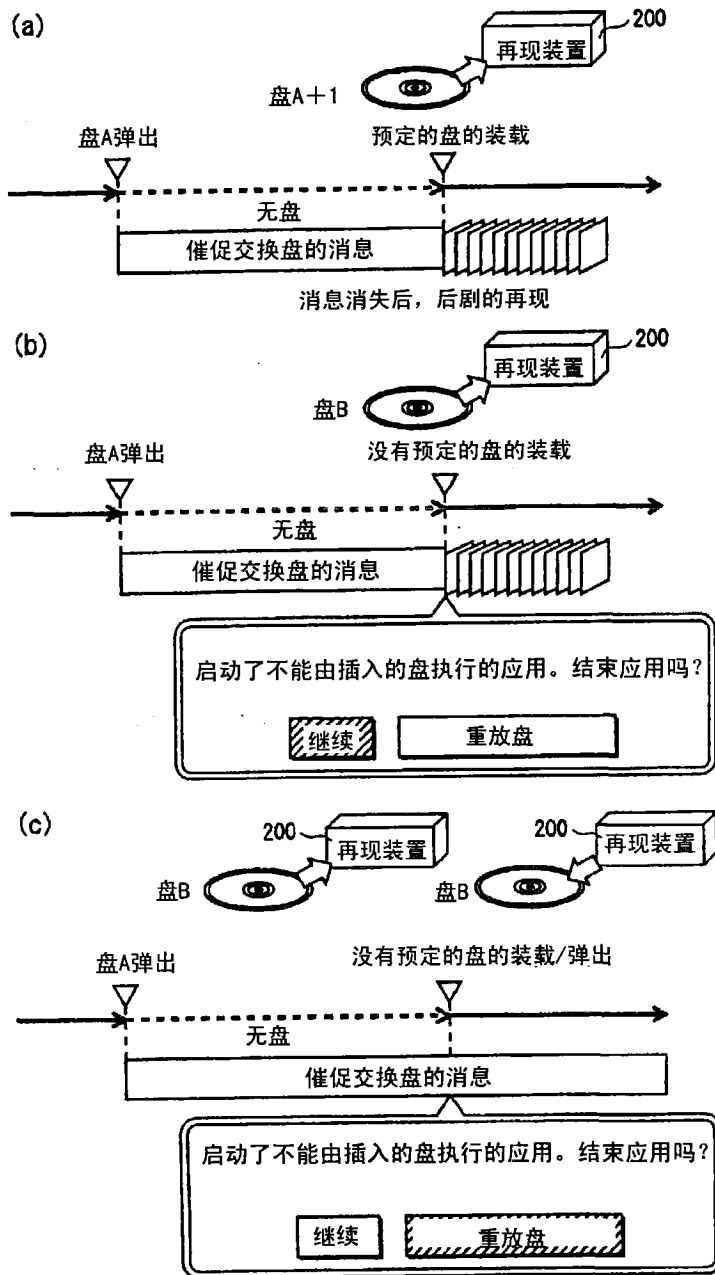 (a)
200
再现装置
盘A+1
盘A弹出
预定的盘的装载
无盘
催促交换盘的消息
消息消失后，后剧的再现
(b)
200
再现装置
盘B
盘A弹出
没有预定的盘的装载
无盘
催促交换盘的消息
启动了不能由插入的盘执行的应用。结束应用吗?
继续
重放盘
(c)
200
再现装置
盘B
200
再现装置
盘B
盘A弹出
没有预定的盘的装载/弹出
无盘
催促交换盘的消息
启动了不能由插入的盘执行的应用。结束应用吗?
继续
重放盘